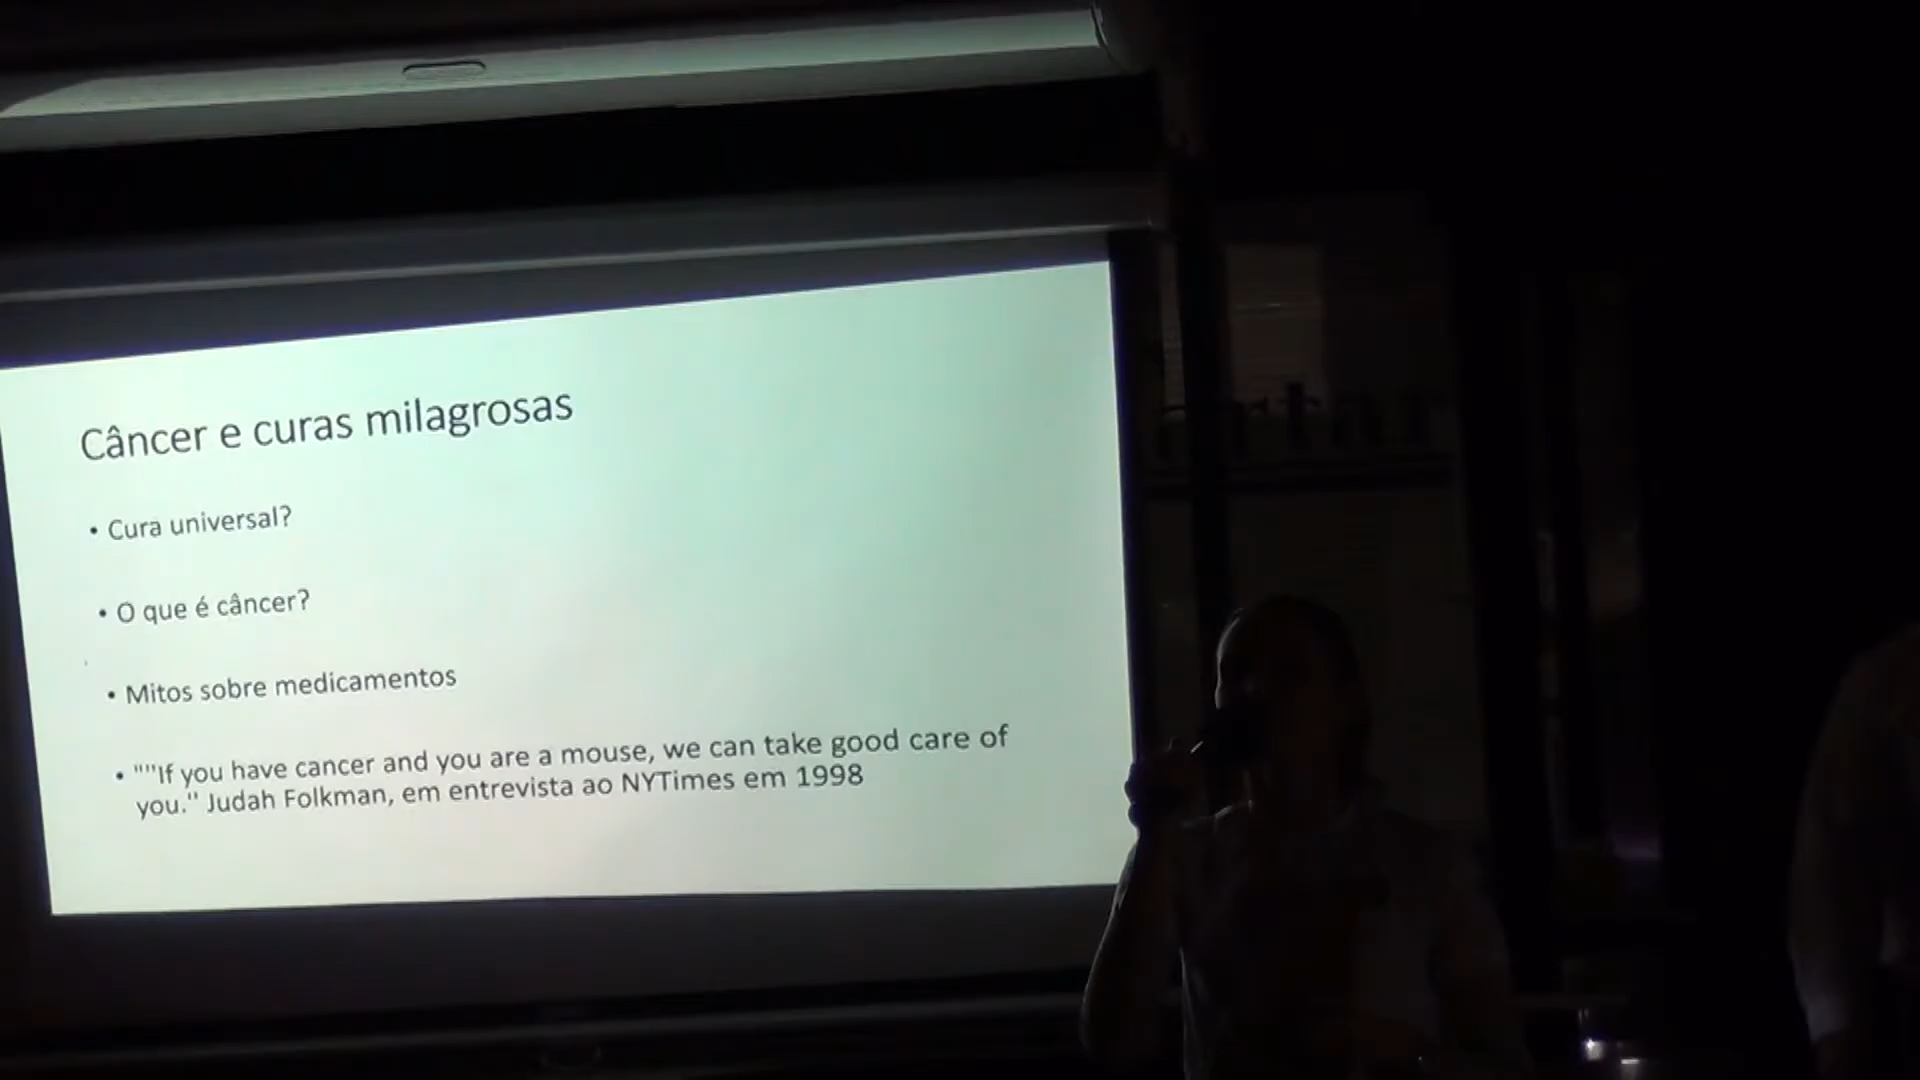 Câncer e curas milagrosas
• Cura universal?
• O que é câncer?
• Mitos sobre medicamentos
• ""If you have cancer and you are a mouse, we can take good care of
you." Judah Folkman, em entrevista ao NYTimes em 1998